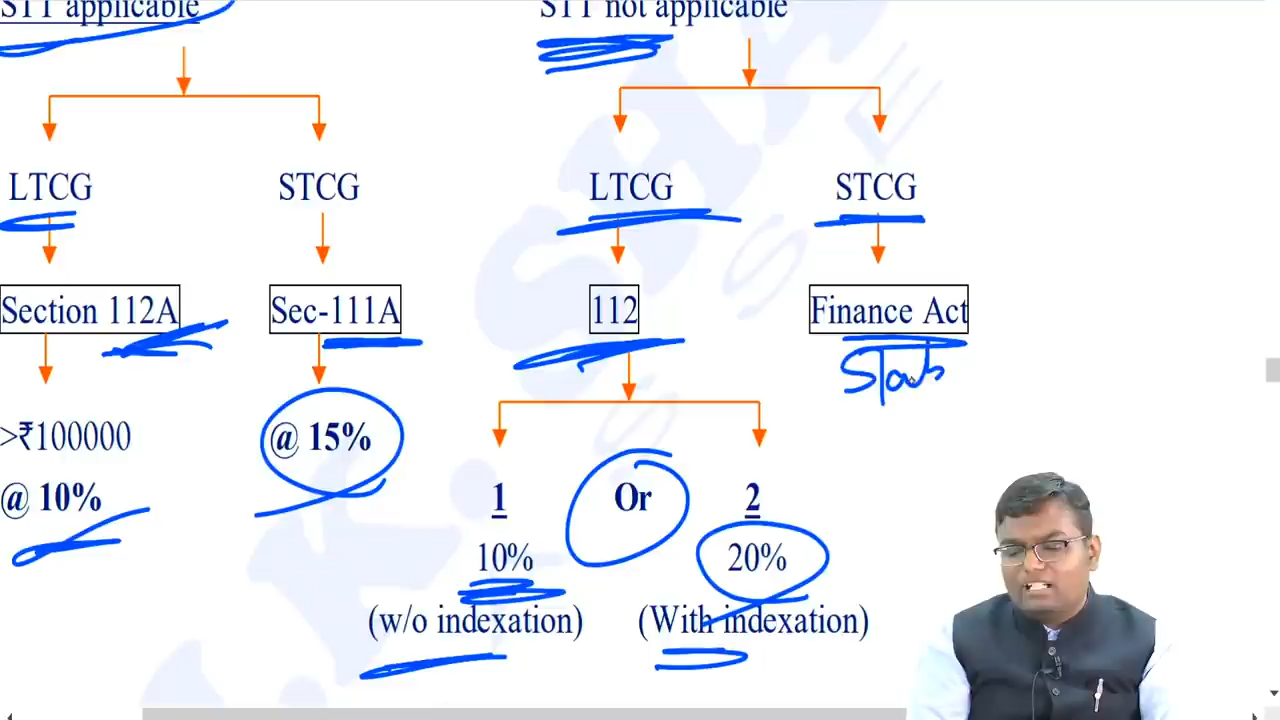 STT applicable
STT not applicable
LTCG
STCG
LTCG
STCG
Section 112A
Sec-111A
112
Finance Act
>₹100000
@ 15%
@ 10%
1
Or
2
10%
20%
(w/o indexation)
(With indexation)